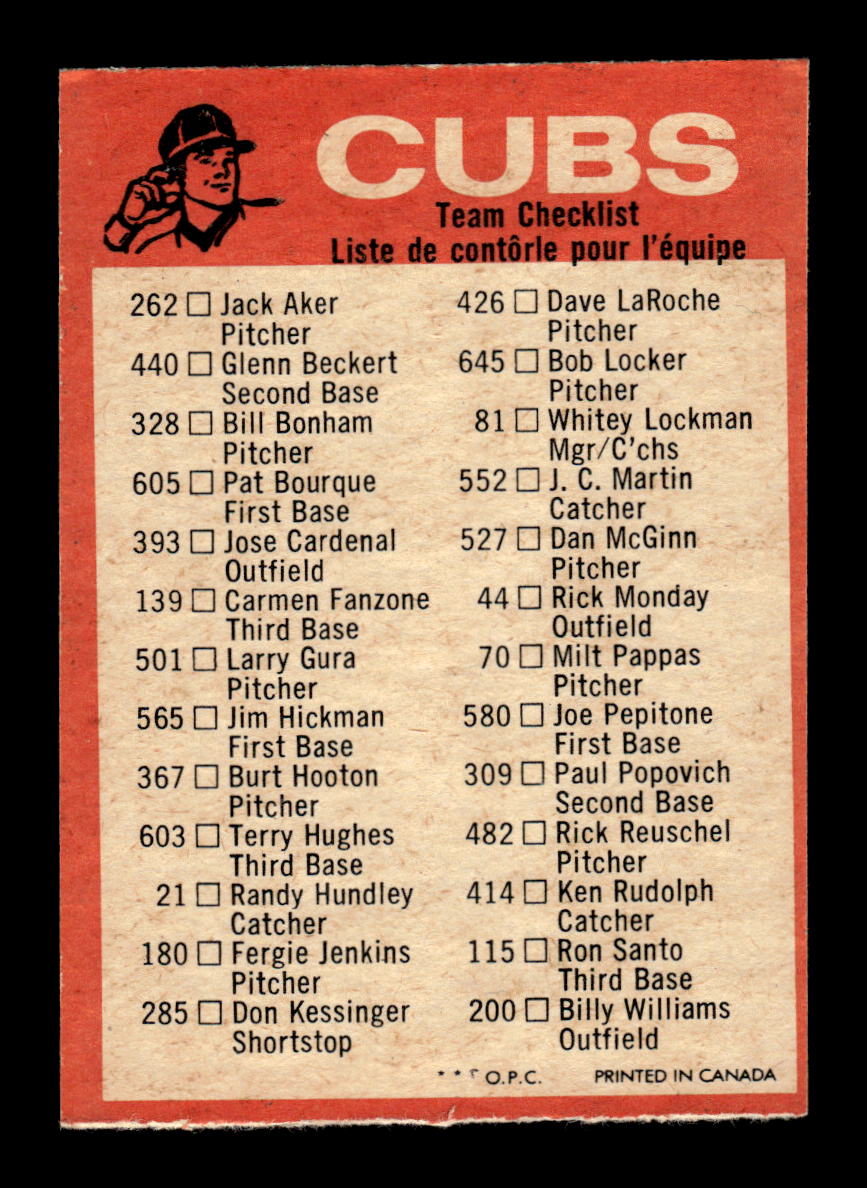 CUBS
Team Checklist
Liste de contôrle pour l'équipe
262 □ Jack Aker
Pitcher
440 □ Glenn Beckert
Second Base
328 □ Bill Bonham
Pitcher
605 □ Pat Bourque
First Base
393 □ Jose Cardenal
Outfield
139 □ Carmen Fanzone
Third Base
501 □ Larry Gura
Pitcher
565 □ Jim Hickman
First Base
367 □ Burt Hooton
Pitcher
603 □ Terry Hughes
Third Base
21 □ Randy Hundley
Catcher
180 □ Fergie Jenkins
Pitcher
285 □ Don Kessinger
Shortstop
426 □ Dave LaRoche
Pitcher
645 □ Bob Locker
Pitcher
81 □ Whitey Lockman
Mgr/C'chs
552 □ J. C. Martin
Catcher
527 □ Dan McGinn
Pitcher
44 □ Rick Monday
Outfield
70 □ Milt Pappas
Pitcher
580 □ Joe Pepitone
First Base
309 □ Paul Popovich
Second Base
482 □ Rick Reuschel
Pitcher
414 □ Ken Rudolph
Catcher
115 □ Ron Santo
Third Base
200 □ Billy Williams
Outfield
* * O.P.C. PRINTED IN CANADA